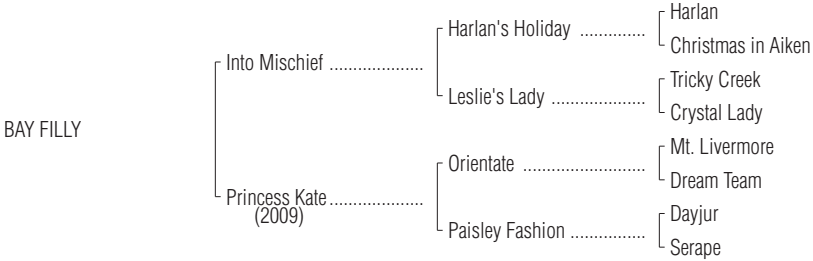 Harlan
Harlan's Holiday ..............
Christmas in Aiken
Into Mischief ....................
Tricky Creek
Leslie's Lady ....................
Crystal Lady
BAY FILLY
Mt. Livermore
Orientate ..........................
Dream Team
Princess Kate....................
(2009)
Dayjur
Paisley Fashion ................
Serape